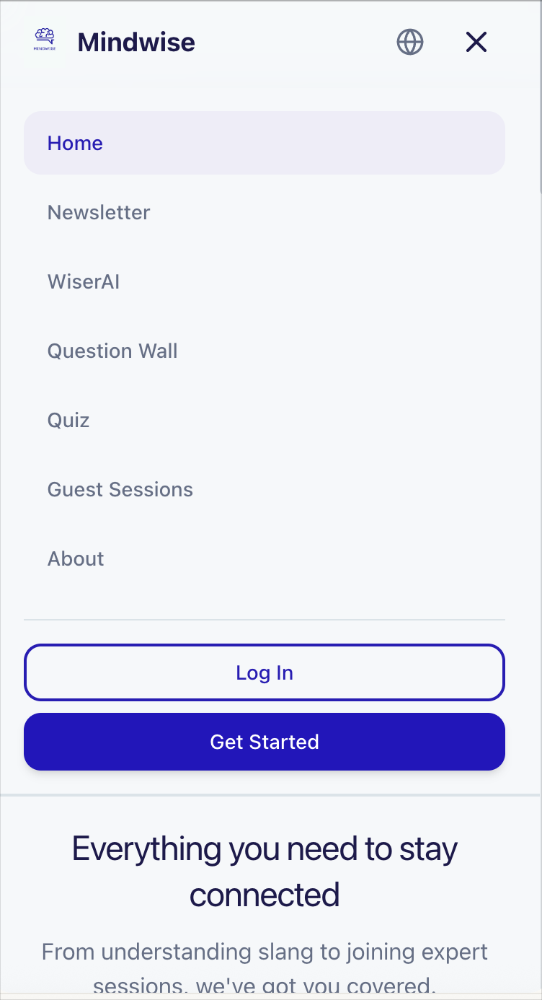 MINDWISE
Mindwise
Home
Newsletter
WiserAI
Question Wall
Quiz
Guest Sessions
About
Log In
Get Started
Everything you need to stay
connected
From understanding slang to joining expert
sessions, we've got you covered.